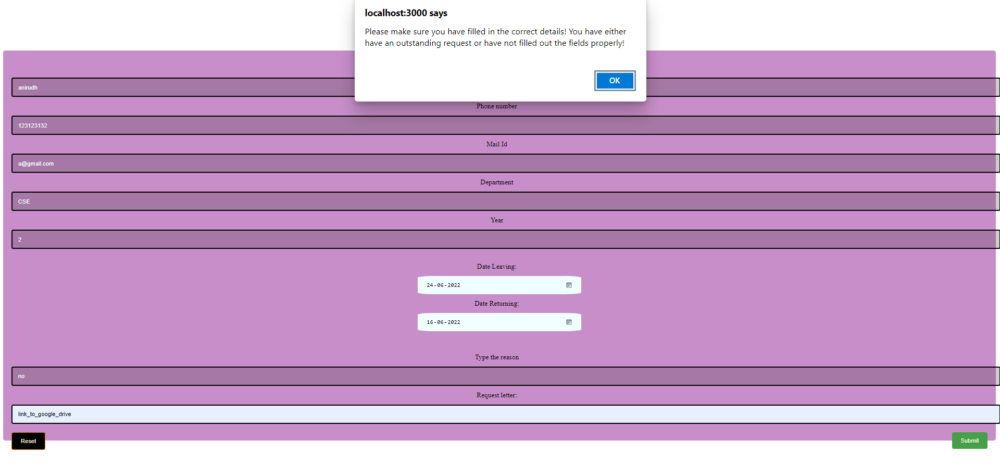 localhost:3000 says
Please make sure you have filled in the correct details! You have either
have an outstanding request or have not filled out the fields properly!
OK
anirudh
Phone number
123123132
Mail Id
a@gmail.com
Department
CSE
Year
2
Date Leaving:
24-06-2022
Date Returning:
16-06-2022
Type the reason
no
Request letter:
link_to_google_drive
Reset
Submit